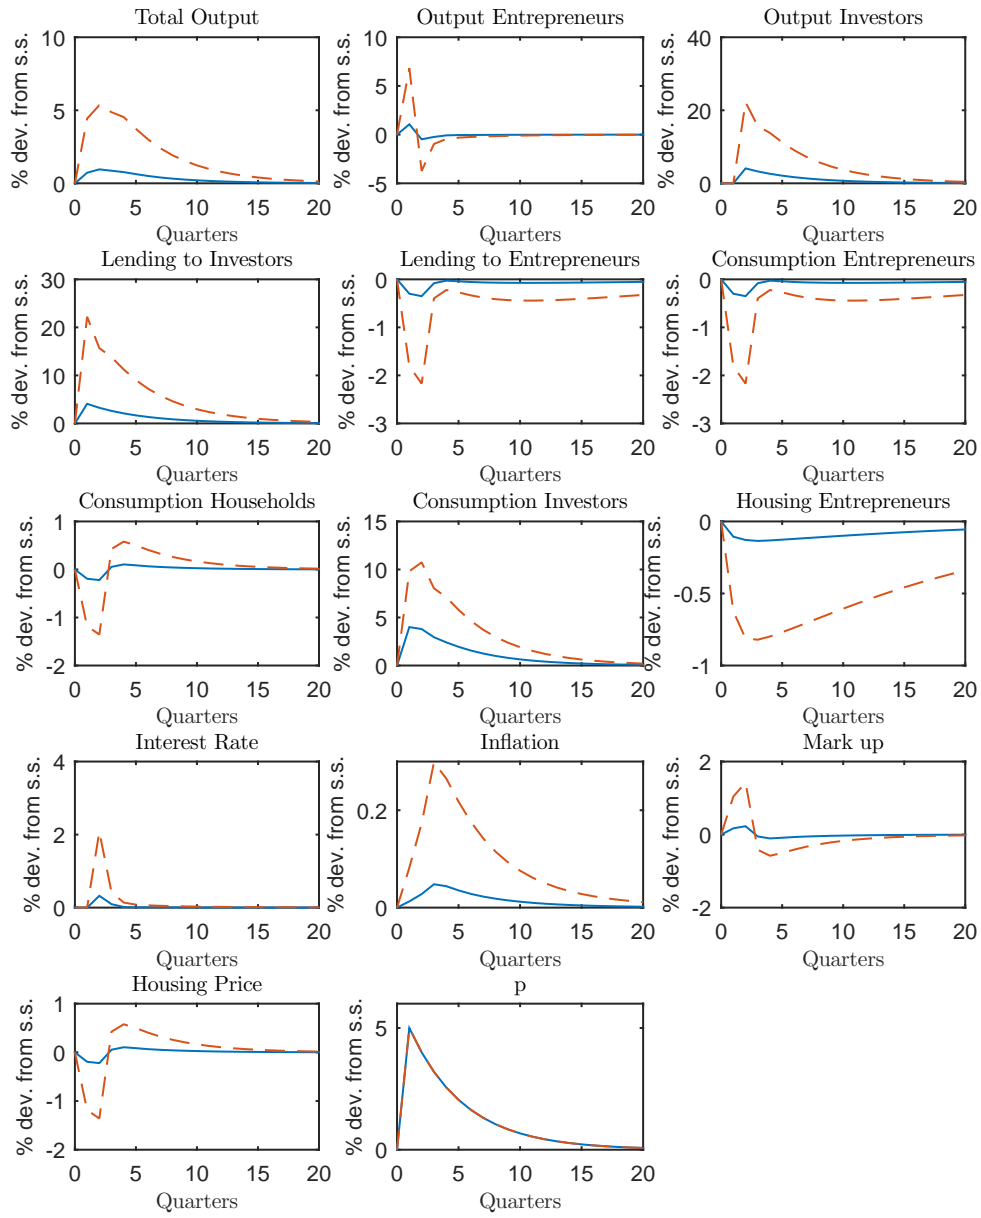 Total Output
Output Entrepreneurs
Output Investors
% dev. from s.s.
10
5
0
0 5 10 15 20
Quarters
% dev. from s.s.
10
5
0
-5
0 5 10 15 20
Quarters
% dev. from s.s.
40
20
0
0 5 10 15 20
Quarters
Lending to Investors
Lending to Entrepreneurs
Consumption Entrepreneurs
% dev. from s.s.
30
20
10
0
0 5 10 15 20
Quarters
% dev. from s.s.
0
-1
-2
-3
0 5 10 15 20
Quarters
% dev. from s.s.
0
-1
-2
-3
0 5 10 15 20
Quarters
Consumption Households
Consumption Investors
Housing Entrepreneurs
% dev. from s.s.
1
0
-1
-2
0 5 10 15 20
Quarters
% dev. from s.s.
15
10
5
0
0 5 10 15 20
Quarters
% dev. from s.s.
0
-0.5
-1
0 5 10 15 20
Quarters
Interest Rate
Inflation
Mark up
% dev. from s.s.
4
2
0
0 5 10 15 20
Quarters
% dev. from s.s.
0.2
0
0 5 10 15 20
Quarters
% dev. from s.s.
2
0
-2
0 5 10 15 20
Quarters
Housing Price
p
% dev. from s.s.
1
0
-1
-2
0 5 10 15 20
Quarters
% dev. from s.s.
5
0
0 5 10 15 20
Quarters